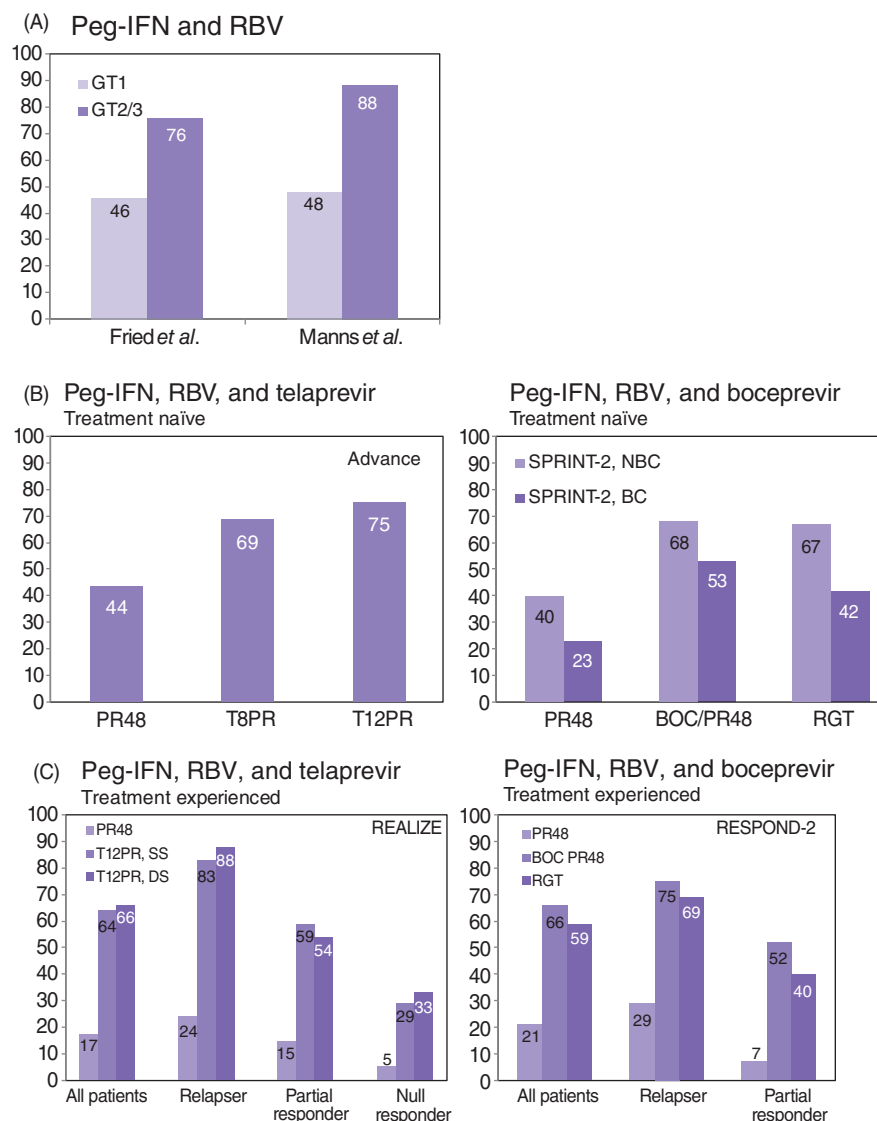 (A) Peg-IFN and RBV
100
90
80
70
60
50
40
30
20
10
0
GT1
GT2/3
46
76
48
88
Fried et al.
Manns et al.
(B) Peg-IFN, RBV, and telaprevir
Treatment naïve
100
90
80
70
60
50
40
30
20
10
0
Advance
44
69
75
PR48
T8PR
T12PR
Peg-IFN, RBV, and boceprevir
Treatment naïve
100
90
80
70
60
50
40
30
20
10
0
SPRINT-2, NBC
SPRINT-2, BC
40
23
68
53
67
42
PR48
BOC/PR48
RGT
(C) Peg-IFN, RBV, and telaprevir
Treatment experienced
100
90
80
70
60
50
40
30
20
10
0
REALIZE
PR48
T12PR, SS
T12PR, DS
17
64
66
24
83
88
15
59
54
5
29
33
All patients
Relapser
Partial
responder
Null
responder
Peg-IFN, RBV, and boceprevir
Treatment experienced
100
90
80
70
60
50
40
30
20
10
0
RESPOND-2
PR48
BOC PR48
RGT
21
66
59
29
75
69
7
52
40
All patients
Relapser
Partial
responder